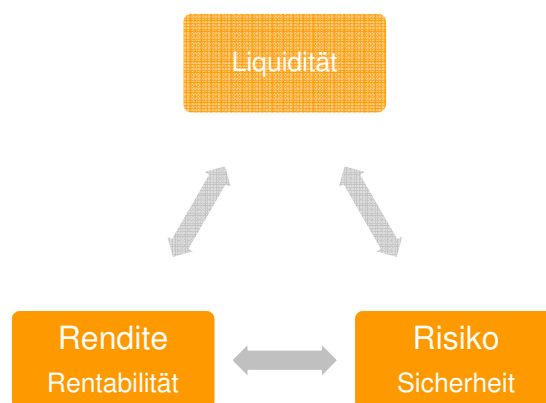 Liquidität
Rendite
Rentabilität
Risiko
Sicherheit